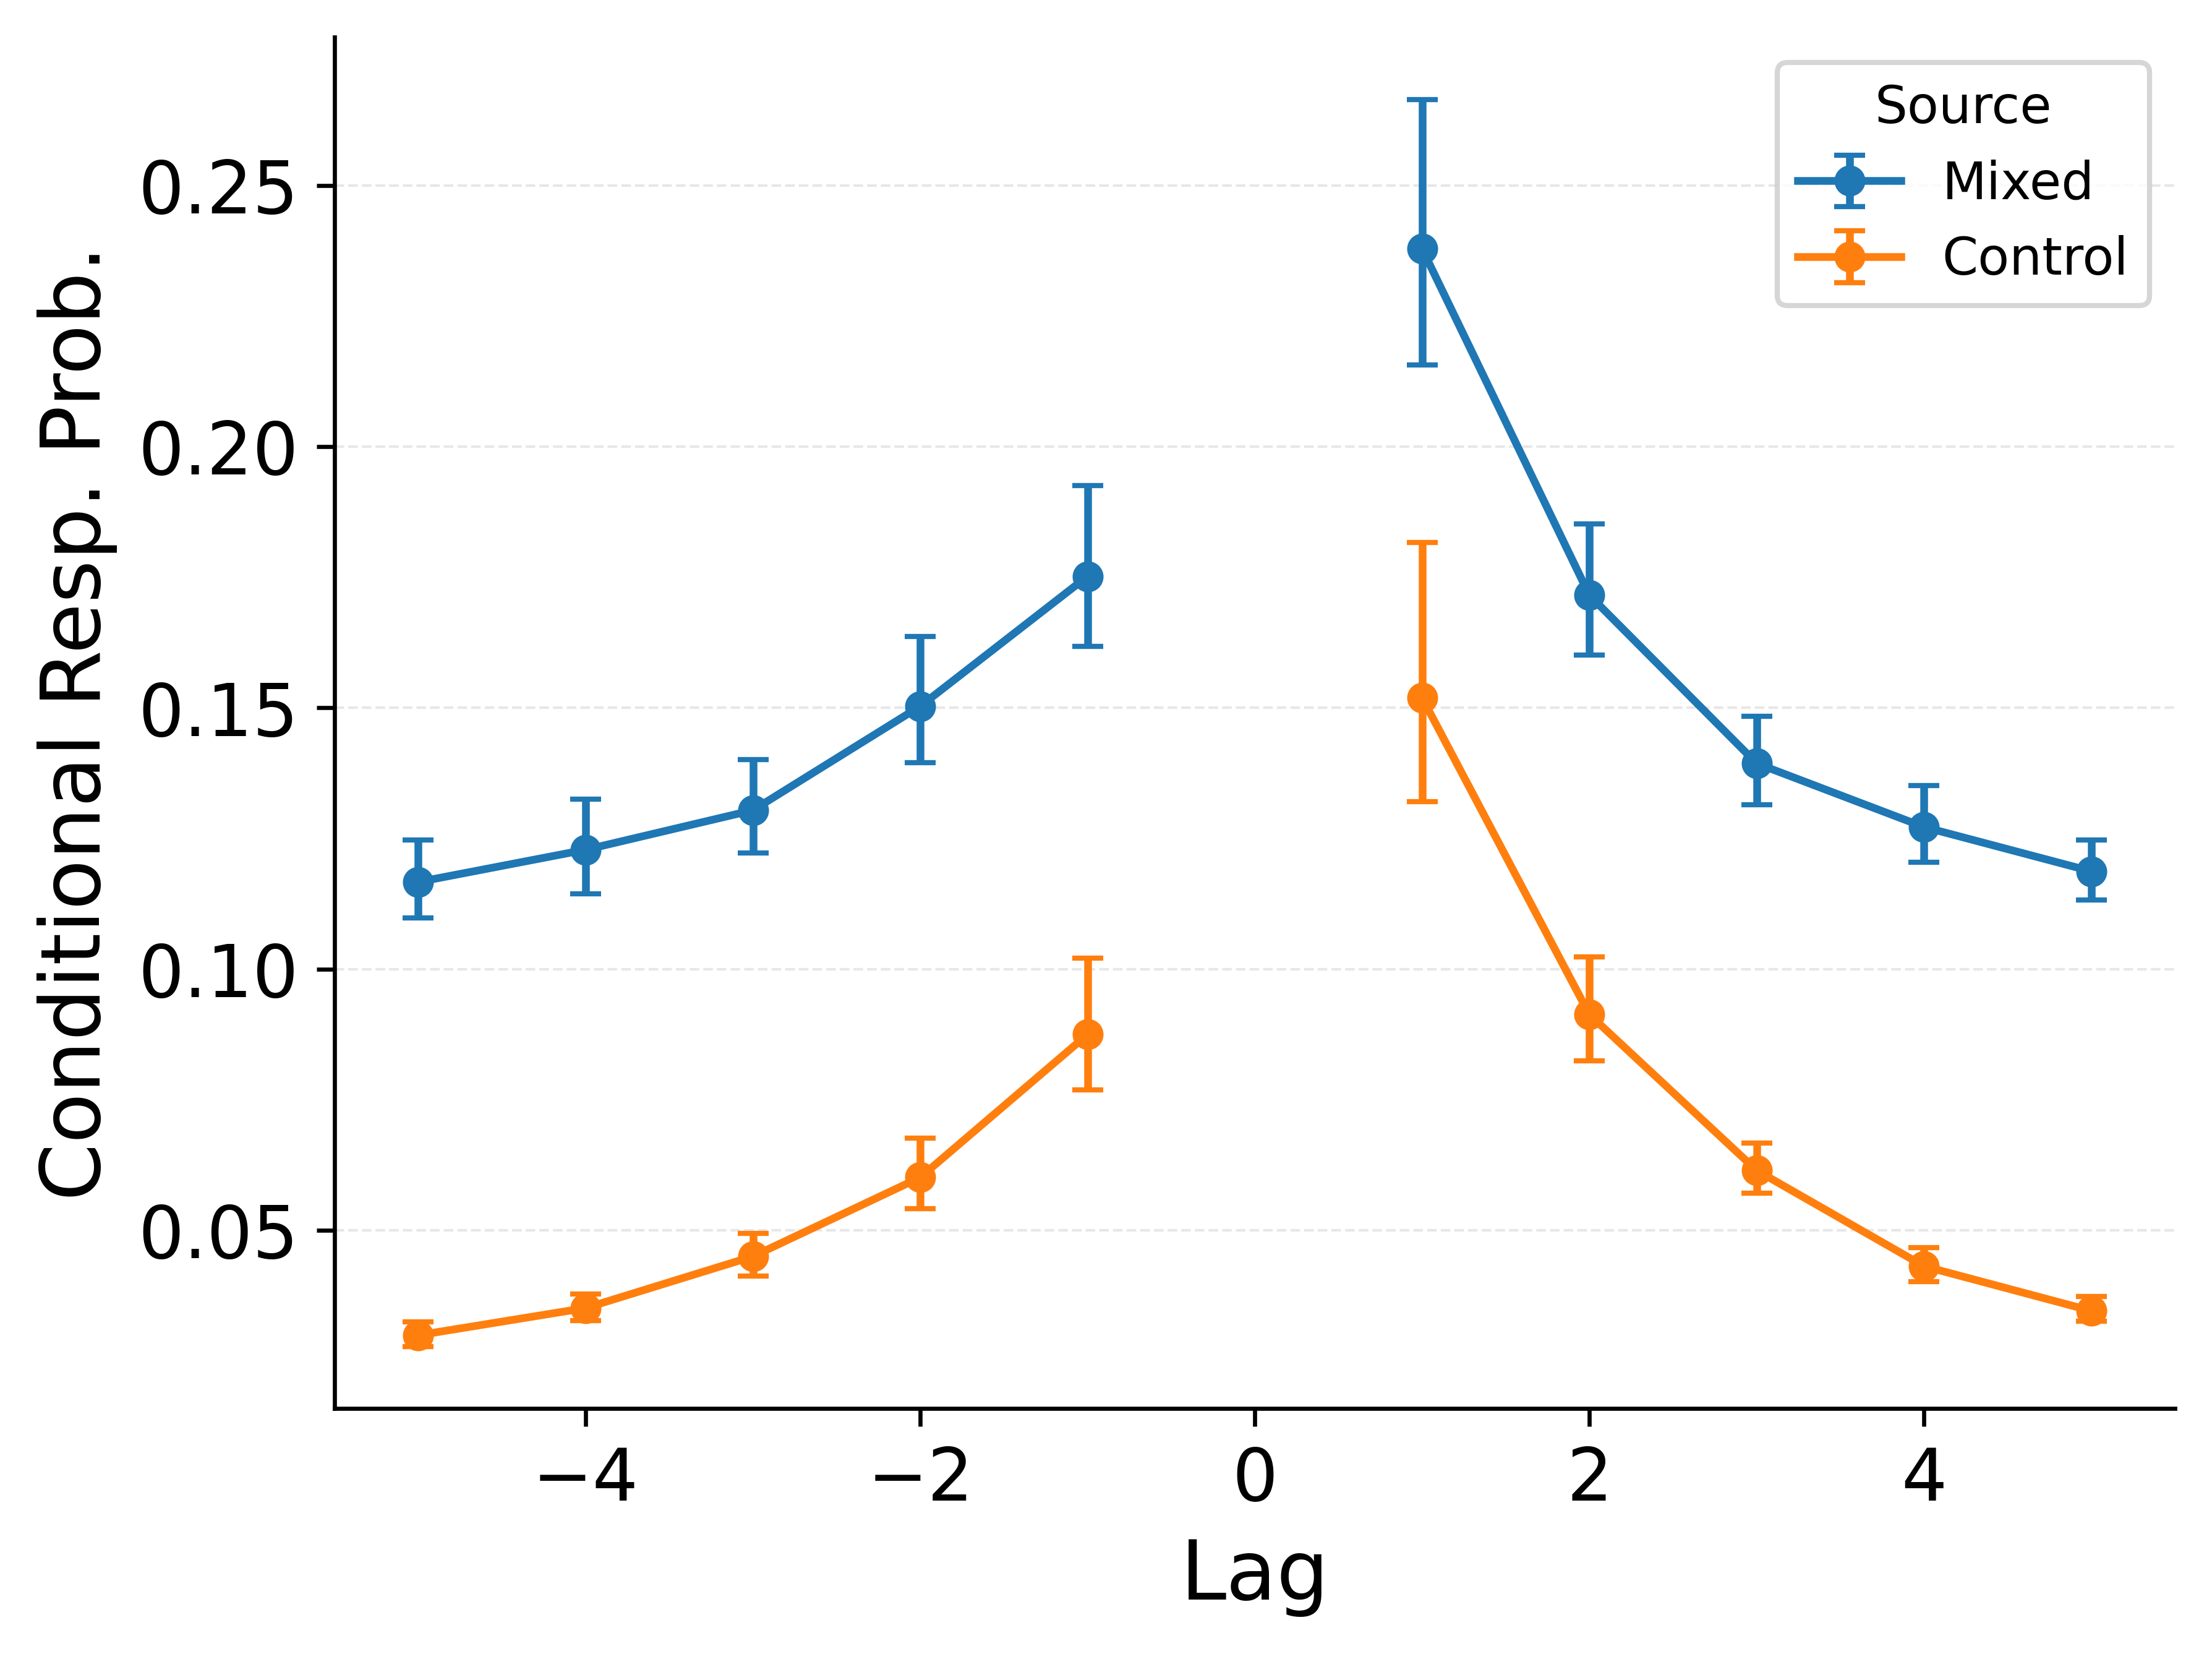 Source
Mixed
Control
Conditional Resp. Prob.
0.25
0.20
0.15
0.10
0.05
−4 −2 0 2 4
Lag